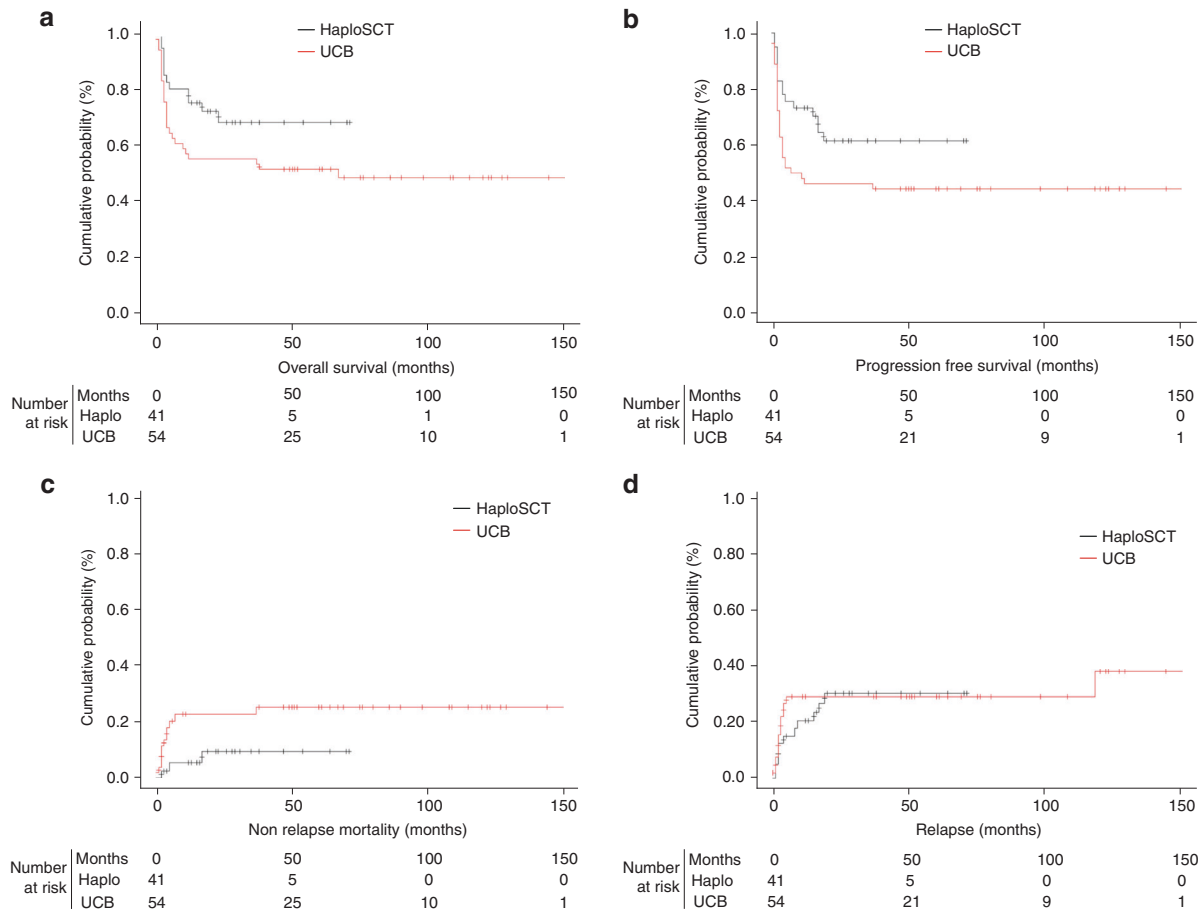 a
HaploSCT
UCB
Cumulative probability (%)
1.0
0.8
0.6
0.4
0.2
0.0
0 50 100 150
Overall survival (months)
Number at risk
Months 0 50 100 150
Haplo 41 5 1 0
UCB 54 25 10 1
b
HaploSCT
UCB
Cumulative probability (%)
1.0
0.8
0.6
0.4
0.2
0.0
0 50 100 150
Progression free survival (months)
Number at risk
Months 0 50 100 150
Haplo 41 5 0 0
UCB 54 21 9 1
c
HaploSCT
UCB
Cumulative probability (%)
1.0
0.8
0.6
0.4
0.2
0.0
0 50 100 150
Non relapse mortality (months)
Number at risk
Months 0 50 100 150
Haplo 41 5 0 0
UCB 54 25 10 1
d
HaploSCT
UCB
Cumulative probability (%)
1.0
0.80
0.60
0.40
0.20
0.0
0 50 100 150
Relapse (months)
Number at risk
Months 0 50 100 150
Haplo 41 5 0 0
UCB 54 21 9 1